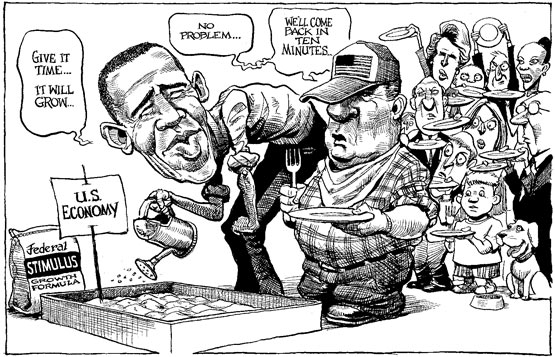 GIVE IT
TIME...
IT WILL
GROW...
NO
PROBLEM...
WE'LL COME
BACK IN
TEN
MINUTES...
U.S.
ECONOMY
Federal
STIMULUS
GROWTH
FORMULA